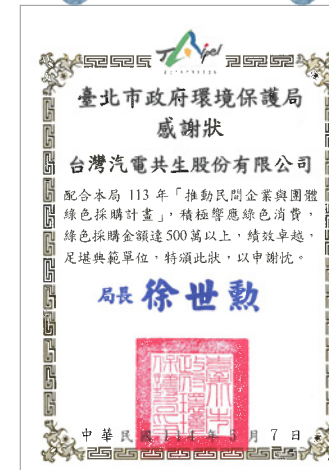 Taipei
臺北市政府環境保護局
感謝狀
台灣汽電共生股份有限公司
配合本局 113 年「推動民間企業與團體
綠色採購計畫」，積極響應綠色消費，
綠色採購金額達500萬以上，績效卓越，
足堪典範單位，特頒此狀，以申謝忱。
局長 徐世勳
中華民國 114 年 5 月 7 日